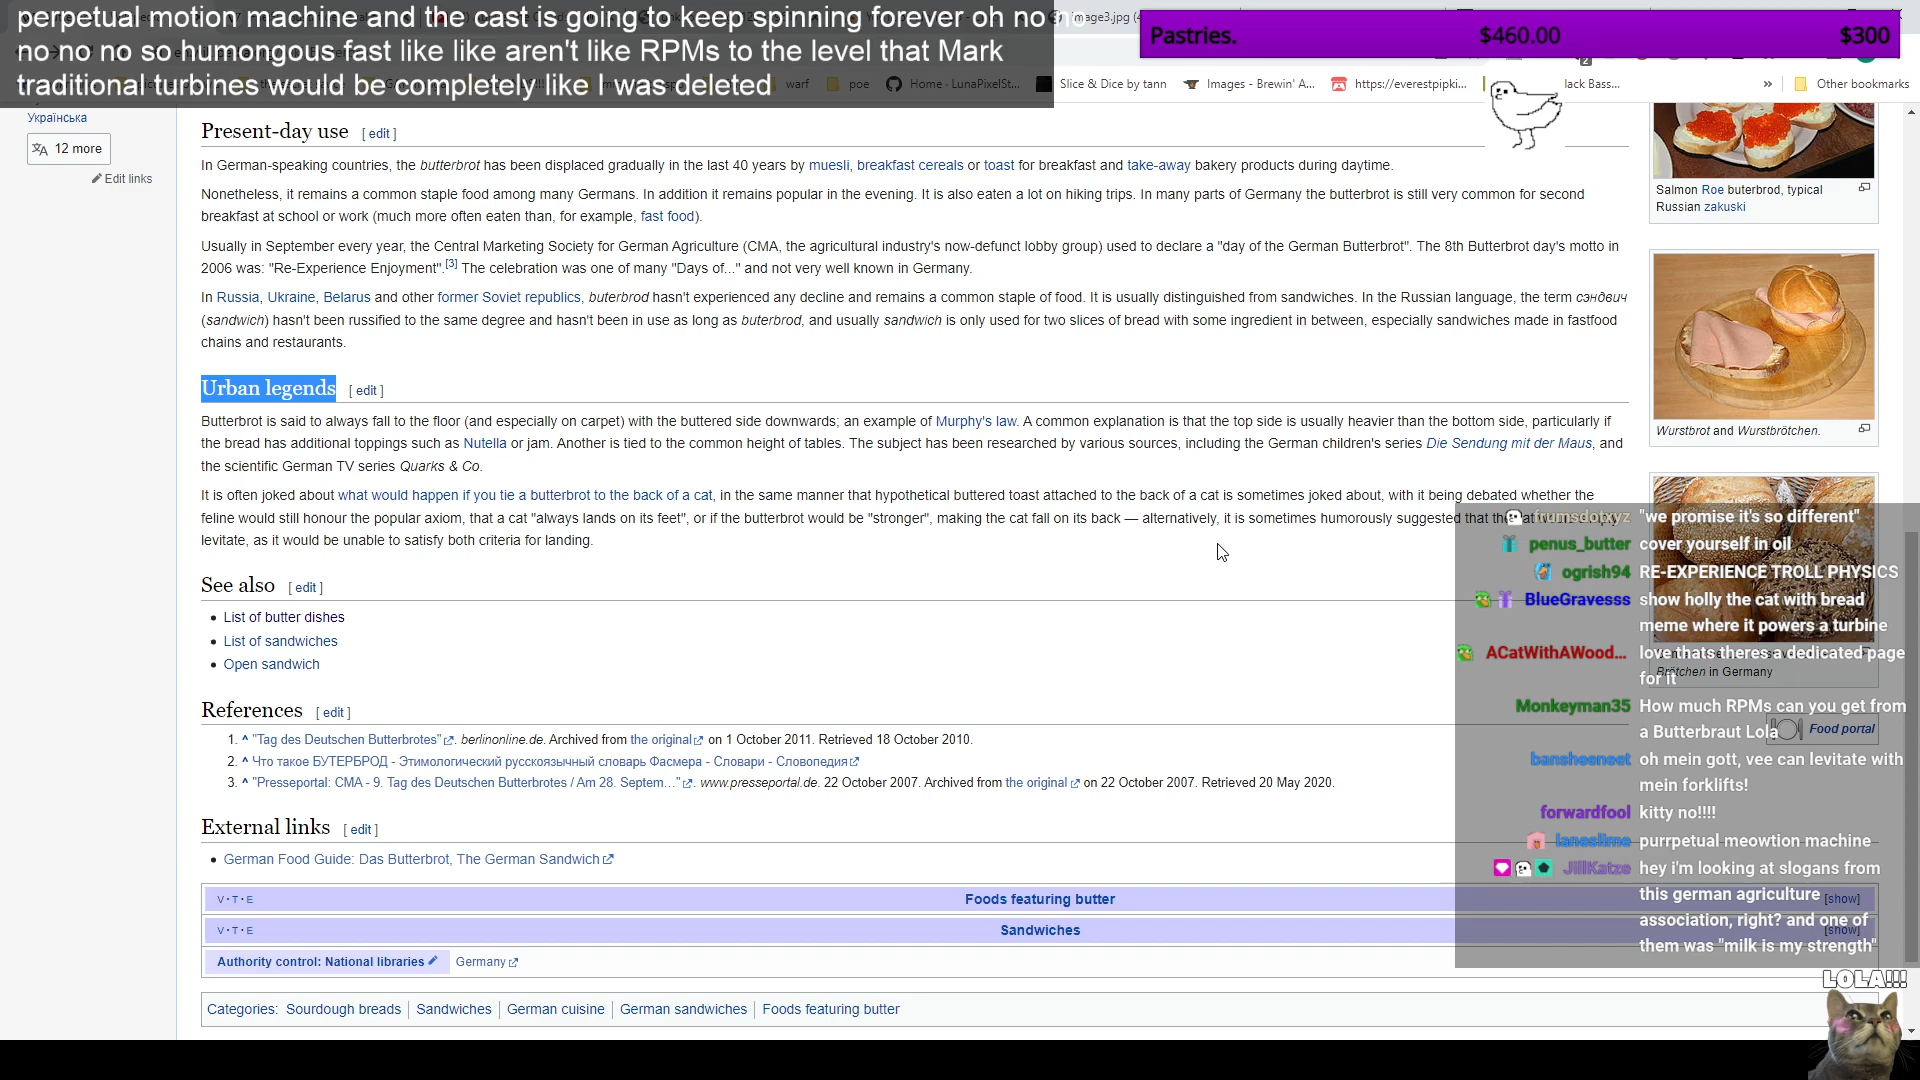 perpetual motion machine and the cast is going to keep spinning forever oh no no
no no no so humongous fast like like aren't like RPMs to the level that Mark
traditional turbines would be completely like I was deleted
Pastries. $460.00 $300
image3.jpg
warf
poe
Home · LunaPixelSt...
Slice & Dice by tann
Images - Brewin' A...
https://everestpipki...
lack Bass...
»
Other bookmarks
Українська
12 more
Edit links
Present-day use [ edit ]
In German-speaking countries, the butterbrot has been displaced gradually in the last 40 years by muesli, breakfast cereals or toast for breakfast and take-away bakery products during daytime.
Nonetheless, it remains a common staple food among many Germans. In addition it remains popular in the evening. It is also eaten a lot on hiking trips. In many parts of Germany the butterbrot is still very common for second
breakfast at school or work (much more often eaten than, for example, fast food).
Usually in September every year, the Central Marketing Society for German Agriculture (CMA, the agricultural industry's now-defunct lobby group) used to declare a "day of the German Butterbrot". The 8th Butterbrot day's motto in
2006 was: "Re-Experience Enjoyment".[3] The celebration was one of many "Days of..." and not very well known in Germany.
In Russia, Ukraine, Belarus and other former Soviet republics, buterbrod hasn't experienced any decline and remains a common staple of food. It is usually distinguished from sandwiches. In the Russian language, the term сэндвич
(sandwich) hasn't been russified to the same degree and hasn't been in use as long as buterbrod, and usually sandwich is only used for two slices of bread with some ingredient in between, especially sandwiches made in fastfood
chains and restaurants.
Urban legends [ edit ]
Butterbrot is said to always fall to the floor (and especially on carpet) with the buttered side downwards; an example of Murphy's law. A common explanation is that the top side is usually heavier than the bottom side, particularly if
the bread has additional toppings such as Nutella or jam. Another is tied to the common height of tables. The subject has been researched by various sources, including the German children's series Die Sendung mit der Maus, and
the scientific German TV series Quarks & Co.
It is often joked about what would happen if you tie a butterbrot to the back of a cat, in the same manner that hypothetical buttered toast attached to the back of a cat is sometimes joked about, with it being debated whether the
feline would still honour the popular axiom, that a cat "always lands on its feet", or if the butterbrot would be "stronger", making the cat fall on its back — alternatively, it is sometimes humorously suggested that the
levitate, as it would be unable to satisfy both criteria for landing.
See also [ edit ]
List of butter dishes
List of sandwiches
Open sandwich
References [ edit ]
1. ^ "Tag des Deutschen Butterbrotes". berlinonline.de. Archived from the original on 1 October 2011. Retrieved 18 October 2010.
2. ^ Что такое БУТЕРБРОД - Этимологический русскоязычный словарь Фасмера - Словари - Словопедия
3. ^ "Presseportal: CMA - 9. Tag des Deutschen Butterbrotes / Am 28. Septem..." www.presseportal.de. 22 October 2007. Archived from the original on 22 October 2007. Retrieved 20 May 2020.
External links [ edit ]
German Food Guide: Das Butterbrot, The German Sandwich
V·T·E Foods featuring butter [show]
V·T·E Sandwiches [show]
Authority control: National libraries Germany
Categories: Sourdough breads | Sandwiches | German cuisine | German sandwiches | Foods featuring butter
Salmon Roe buterbrod, typical
Russian zakuski
Wurstbrot and Wurstbrötchen.
Brötchen in Germany
Food portal
frumsdotxyz "we promise it's so different"
penus_butter cover yourself in oil
ogrish94 RE-EXPERIENCE TROLL PHYSICS
BlueGravesss show holly the cat with bread
meme where it powers a turbine
ACatWithAWood... love thats theres a dedicated page
for it
Monkeyman35 How much RPMs can you get from
a Butterbraut Lola
bansheeneet oh mein gott, vee can levitate with
mein forklifts!
forwardfool kitty no!!!!
laneslime purrpetual meowtion machine
JillKatze hey i'm looking at slogans from
this german agriculture
association, right? and one of
them was "milk is my strength"
LOLA!!!